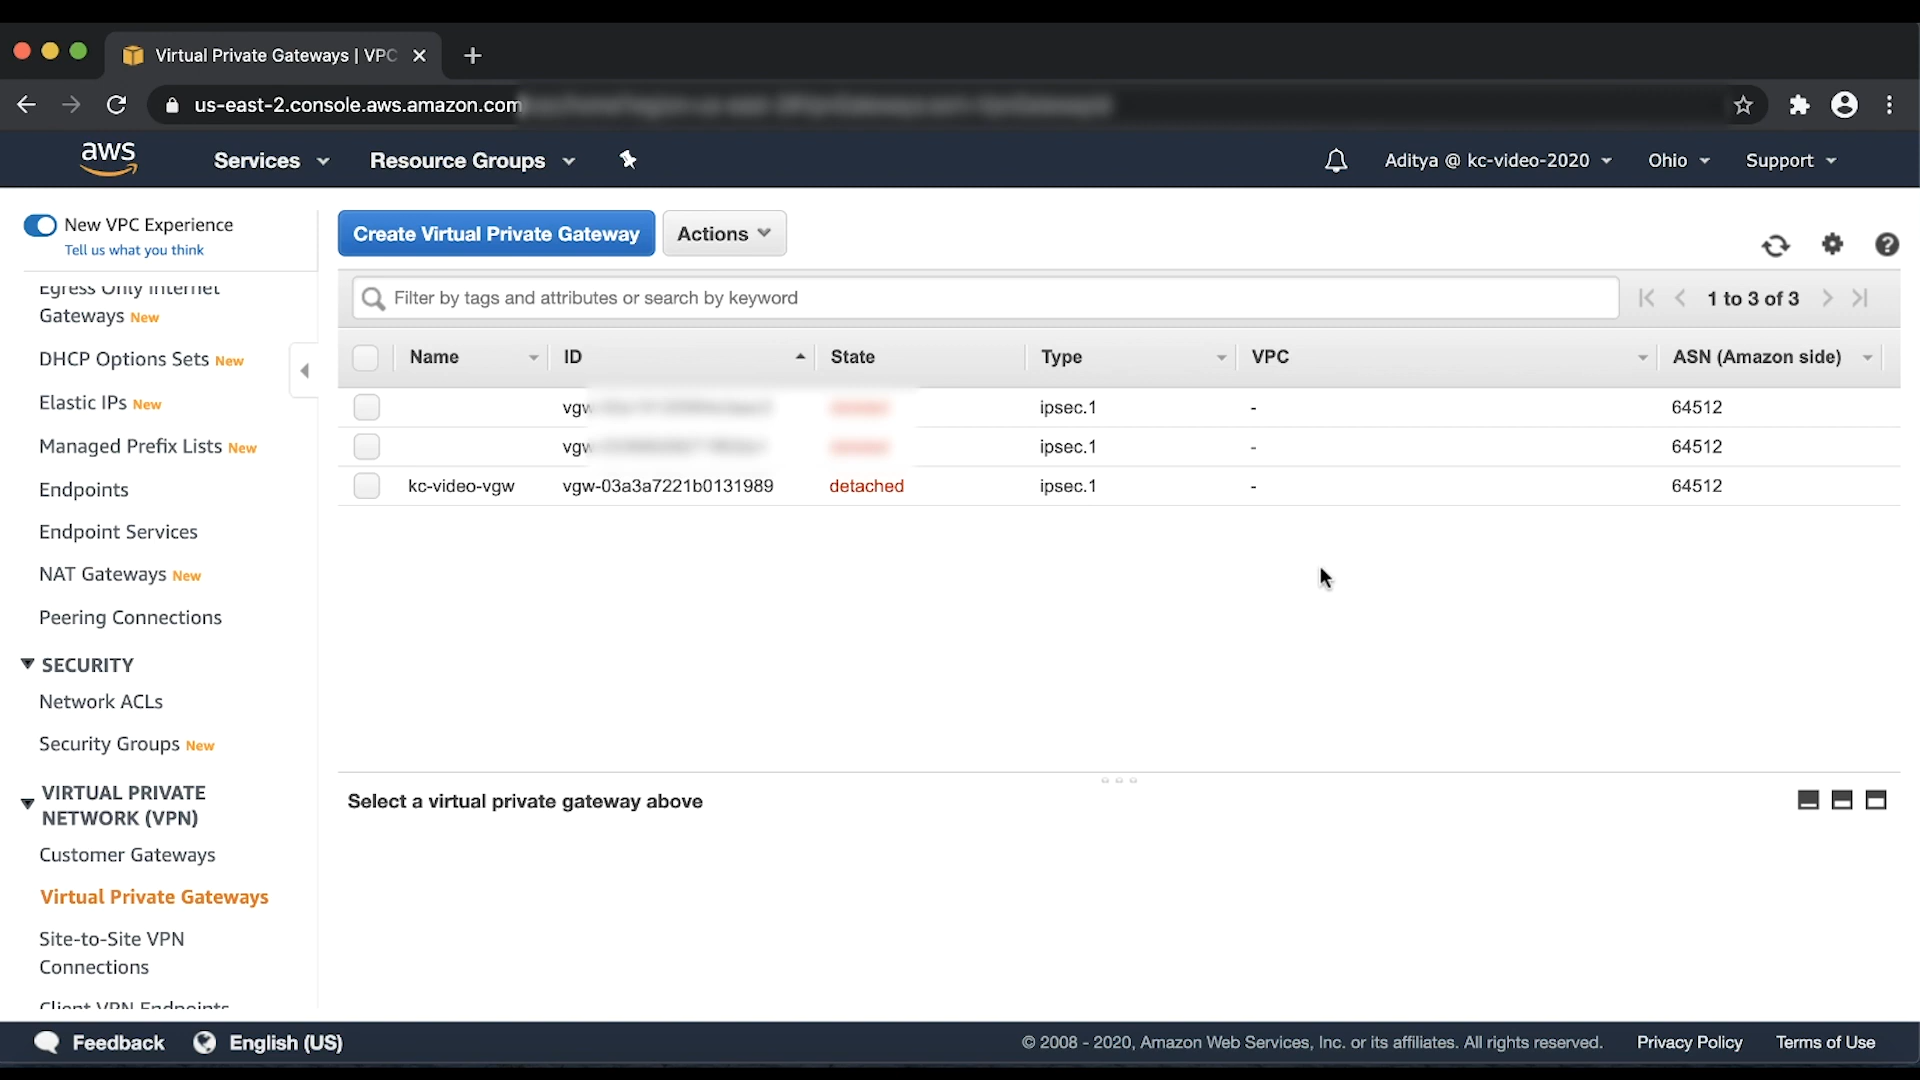 Virtual Private Gateways | VPC
us-east-2.console.aws.amazon.com
aws Services Resource Groups Aditya @ kc-video-2020 Ohio Support
New VPC Experience
Tell us what you think
Egress Only Internet
Gateways New
DHCP Options Sets New
Elastic IPs New
Managed Prefix Lists New
Endpoints
Endpoint Services
NAT Gateways New
Peering Connections
SECURITY
Network ACLs
Security Groups New
VIRTUAL PRIVATE
NETWORK (VPN)
Customer Gateways
Virtual Private Gateways
Site-to-Site VPN
Connections
Client VPN Endpoints
Create Virtual Private Gateway Actions
Filter by tags and attributes or search by keyword 1 to 3 of 3
Name ID State Type VPC ASN (Amazon side)
ipsec.1 - 64512
ipsec.1 - 64512
kc-video-vgw vgw-03a3a7221b0131989 detached ipsec.1 - 64512
Select a virtual private gateway above
Feedback English (US) © 2008 - 2020, Amazon Web Services, Inc. or its affiliates. All rights reserved. Privacy Policy Terms of Use